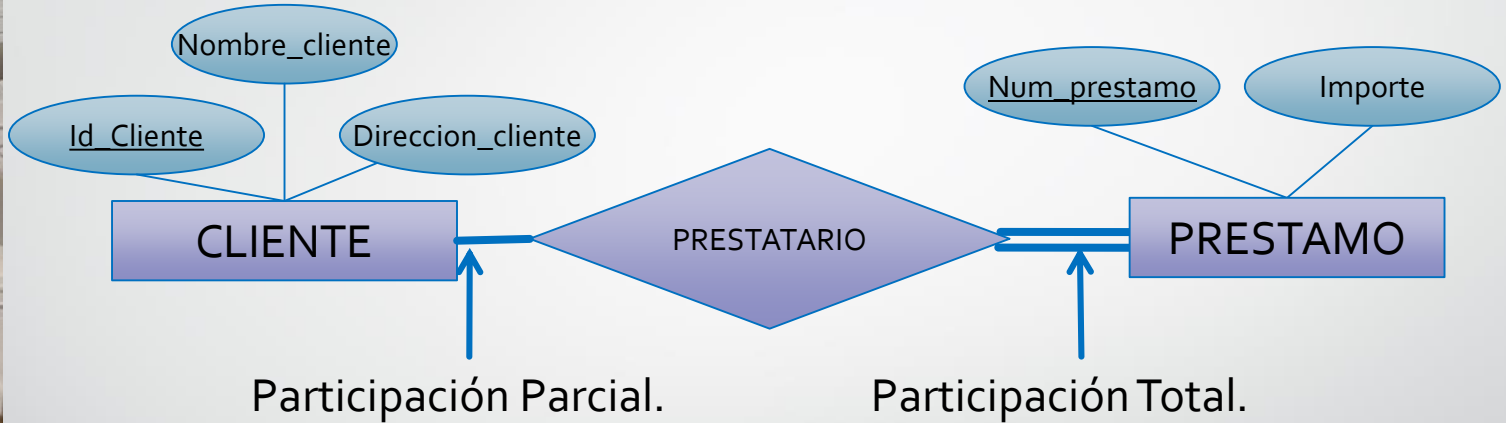 Nombre_cliente
Id_Cliente
Direccion_cliente
Num_prestamo
Importe
CLIENTE
PRESTATARIO
PRESTAMO
Participación Parcial.
Participación Total.